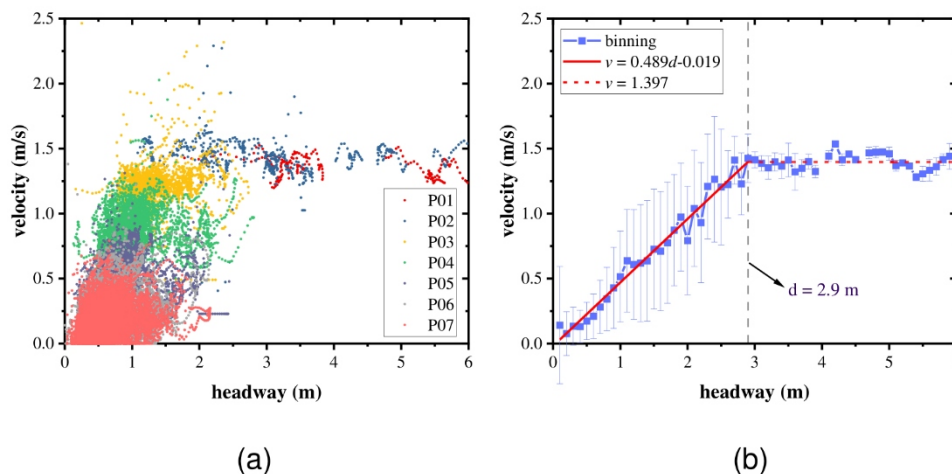 2.5
2.0
1.5
1.0
0.5
0.0
velocity (m/s)
P01
P02
P03
P04
P05
P06
P07
0 1 2 3 4 5 6
headway (m)
(a)
2.5
2.0
1.5
1.0
0.5
0.0
velocity (m/s)
binning
v = 0.489d-0.019
v = 1.397
d = 2.9 m
0 1 2 3 4 5
headway (m)
(b)